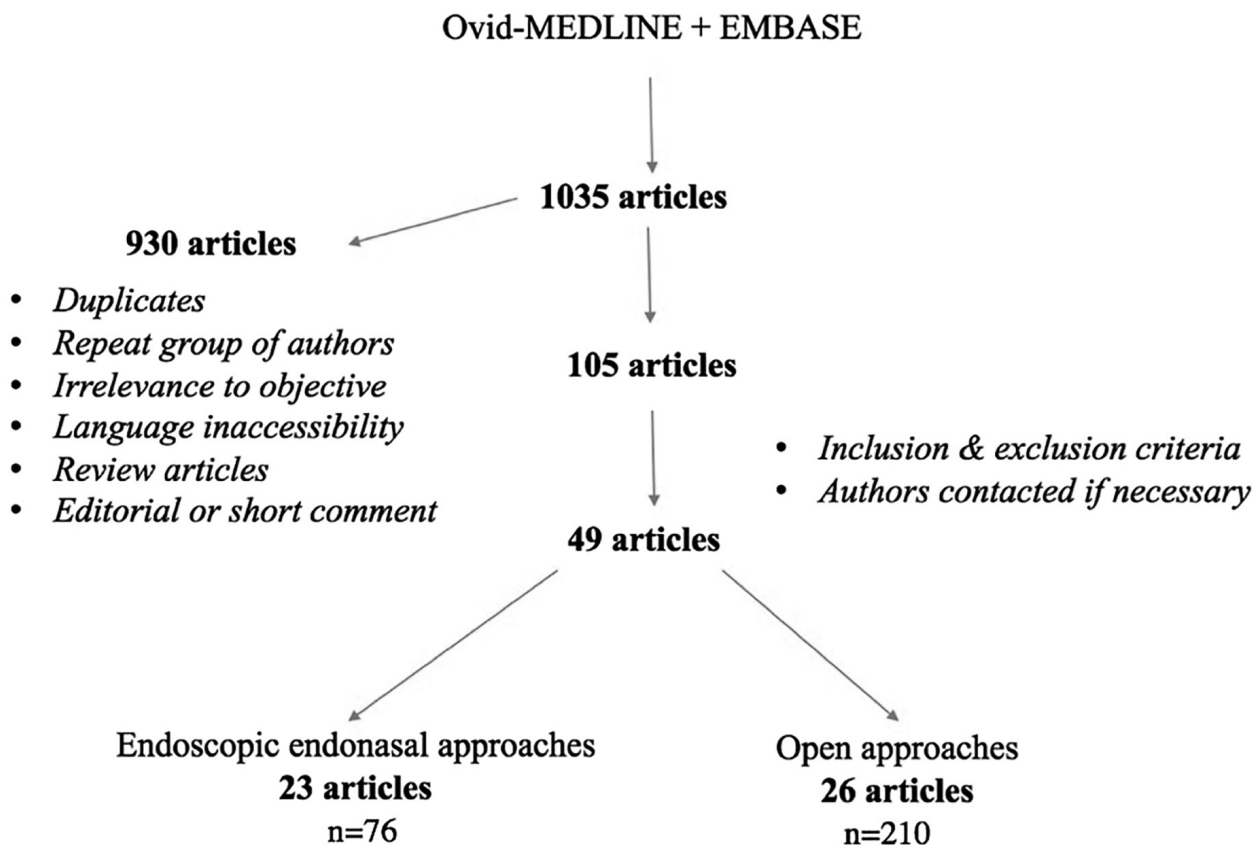 Ovid-MEDLINE + EMBASE
1035 articles
930 articles
• Duplicates
• Repeat group of authors
• Irrelevance to objective
• Language inaccessibility
• Review articles
• Editorial or short comment
105 articles
• Inclusion & exclusion criteria
• Authors contacted if necessary
49 articles
Endoscopic endonasal approaches
23 articles
n=76
Open approaches
26 articles
n=210